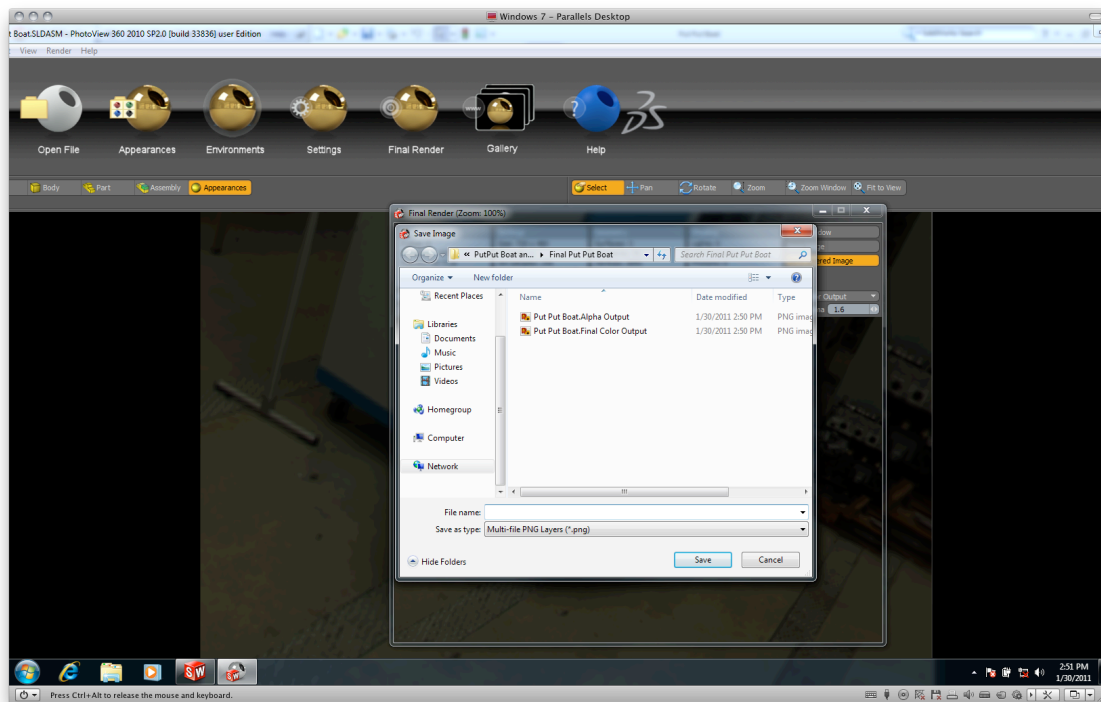 Windows 7 - Parallels Desktop
t Boat.SLDASM - PhotoView 360 2010 SP2.0 [build 33836] user Edition
View Render Help
www
?
Open File Appearances Environments Settings Final Render Gallery Help
Body Part Assembly Appearances Select Pan Rotate Zoom Zoom Window Fit to View
Final Render (Zoom: 100%)
Save Image
« PutPut Boat an... Final Put Put Boat Search Final Put Put Boat
ered Image
Organize New folder
Recent Places Name Date modified Type
Output
1.6
Put Put Boat.Alpha Output 1/30/2011 2:50 PM PNG imag
Put Put Boat.Final Color Output 1/30/2011 2:50 PM PNG imag
Libraries
Documents
Music
Pictures
Videos
Homegroup
Computer
Network
File name:
Save as type: Multi-file PNG Layers (*.png)
Hide Folders Save Cancel
SW
2:51 PM
1/30/2011
Press Ctrl+Alt to release the mouse and keyboard.